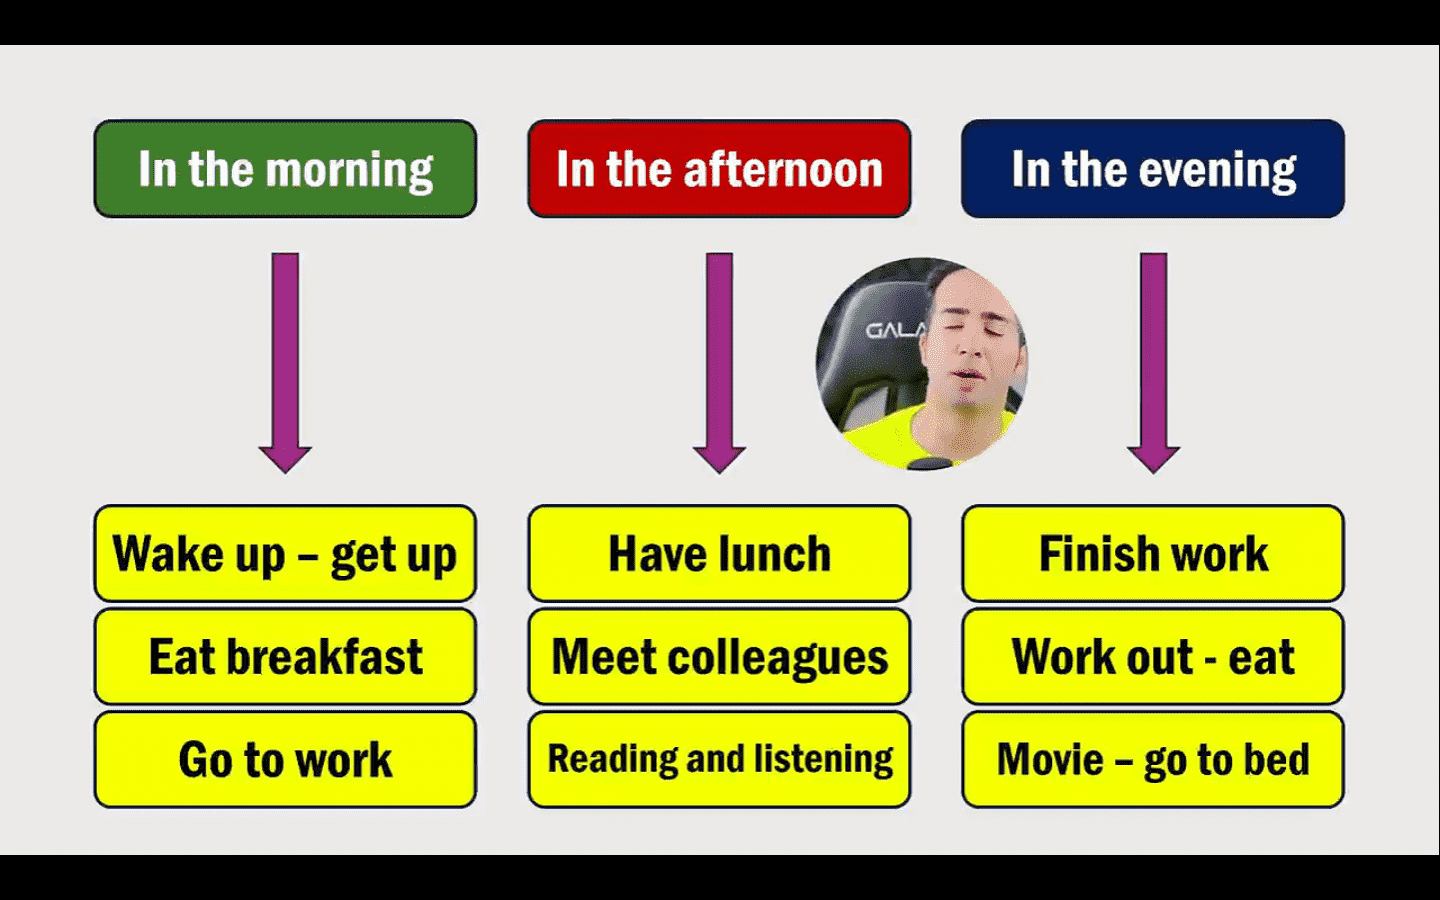 In the morning
In the afternoon
In the evening
GALA
Wake up – get up
Have lunch
Finish work
Eat breakfast
Meet colleagues
Work out - eat
Go to work
Reading and listening
Movie – go to bed